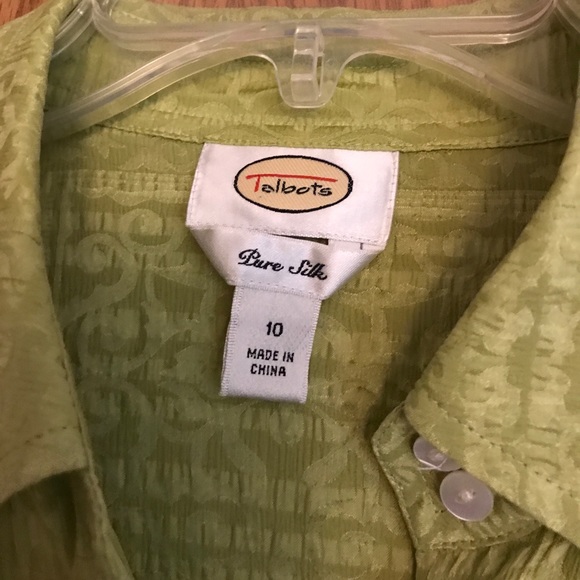 Talbots
Pure Silk
10
MADE IN
CHINA